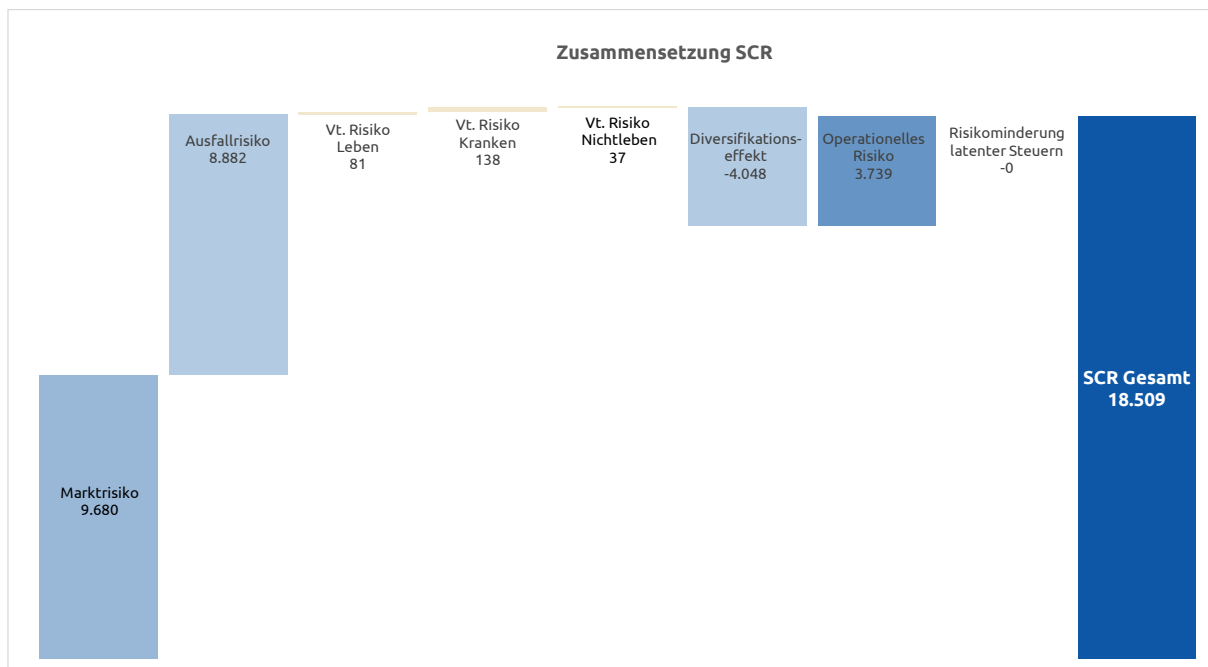 Zusammensetzung SCR
Ausfallrisiko
8.882
Vt. Risiko
Leben
81
Vt. Risiko
Kranken
138
Vt. Risiko
Nichtleben
37
Diversifikations-
effekt
-4.048
Operationelles
Risiko
3.739
Risikominderung
latenter Steuern
-0
SCR Gesamt
18.509
Marktrisiko
9.680